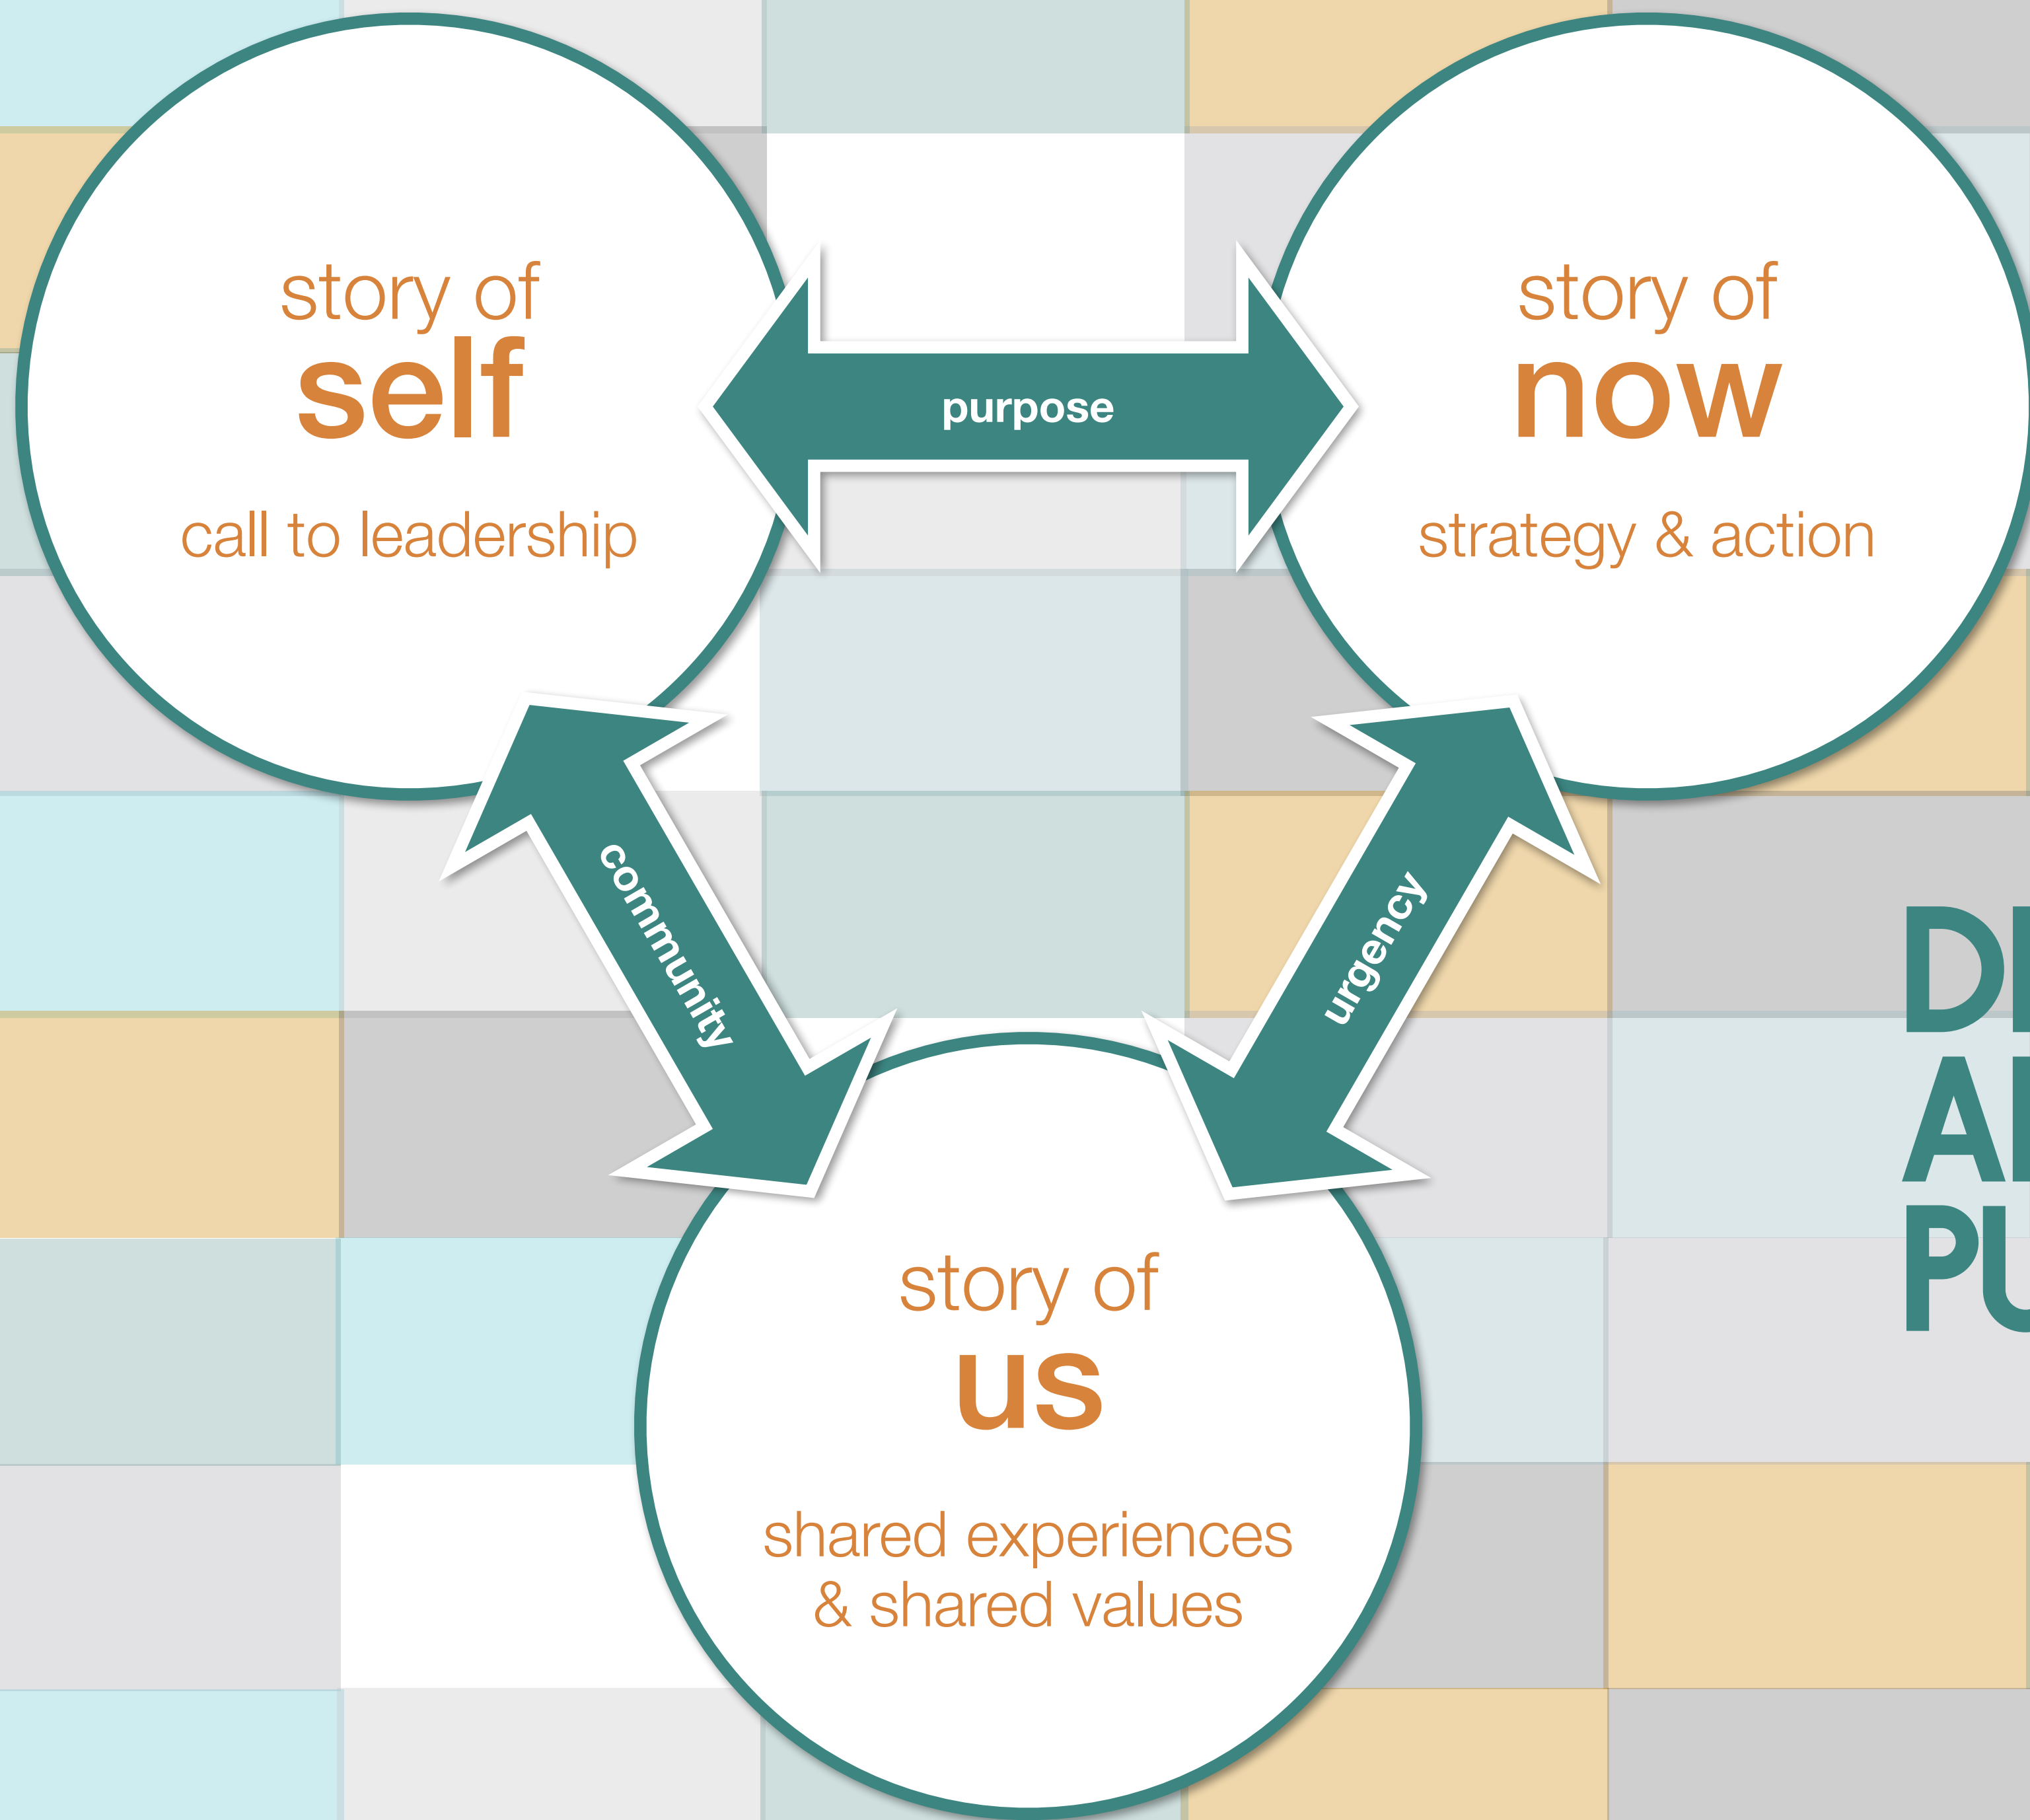 story of
self
call to leadership
purpose
story of
now
strategy & action
community
urgency
story of
us
shared experiences
& shared values